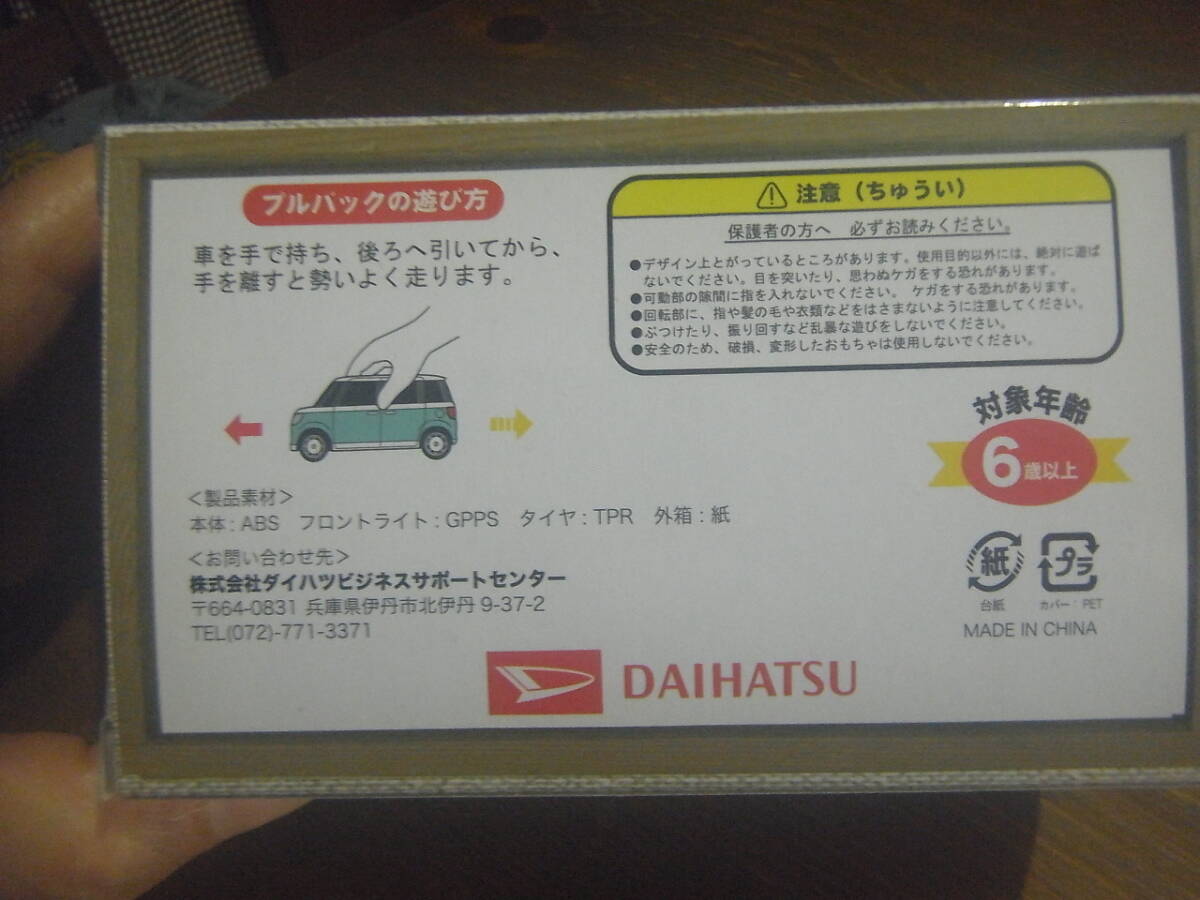 プルバックの遊び方
車を手で持ち、後ろへ引いてから、
手を離すと勢いよく走ります。
注意（ちゅうい）
保護者の方へ 必ずお読みください。
●デザイン上とがっているところがあります。使用目的以外には、絶対に遊ば
ないでください。目を突いたり、思わぬケガをする恐れがあります。
●可動部の隙間に指を入れないでください。 ケガをする恐れがあります。
●回転部に、指や髪の毛や衣類などをはさまないように注意してください。
●ぶつけたり、振り回すなど乱暴な遊びをしないでください。
●安全のため、破損、変形したおもちゃは使用しないでください。
対象年齢
6歳以上
＜製品素材＞
本体：ABS フロントライト：GPPS タイヤ：TPR 外箱：紙
＜お問い合わせ先＞
株式会社ダイハツビジネスサポートセンター
〒664-0831 兵庫県伊丹市北伊丹 9-37-2
TEL(072)-771-3371
紙 プラ
台紙 カバー：PET
MADE IN CHINA
DAIHATSU